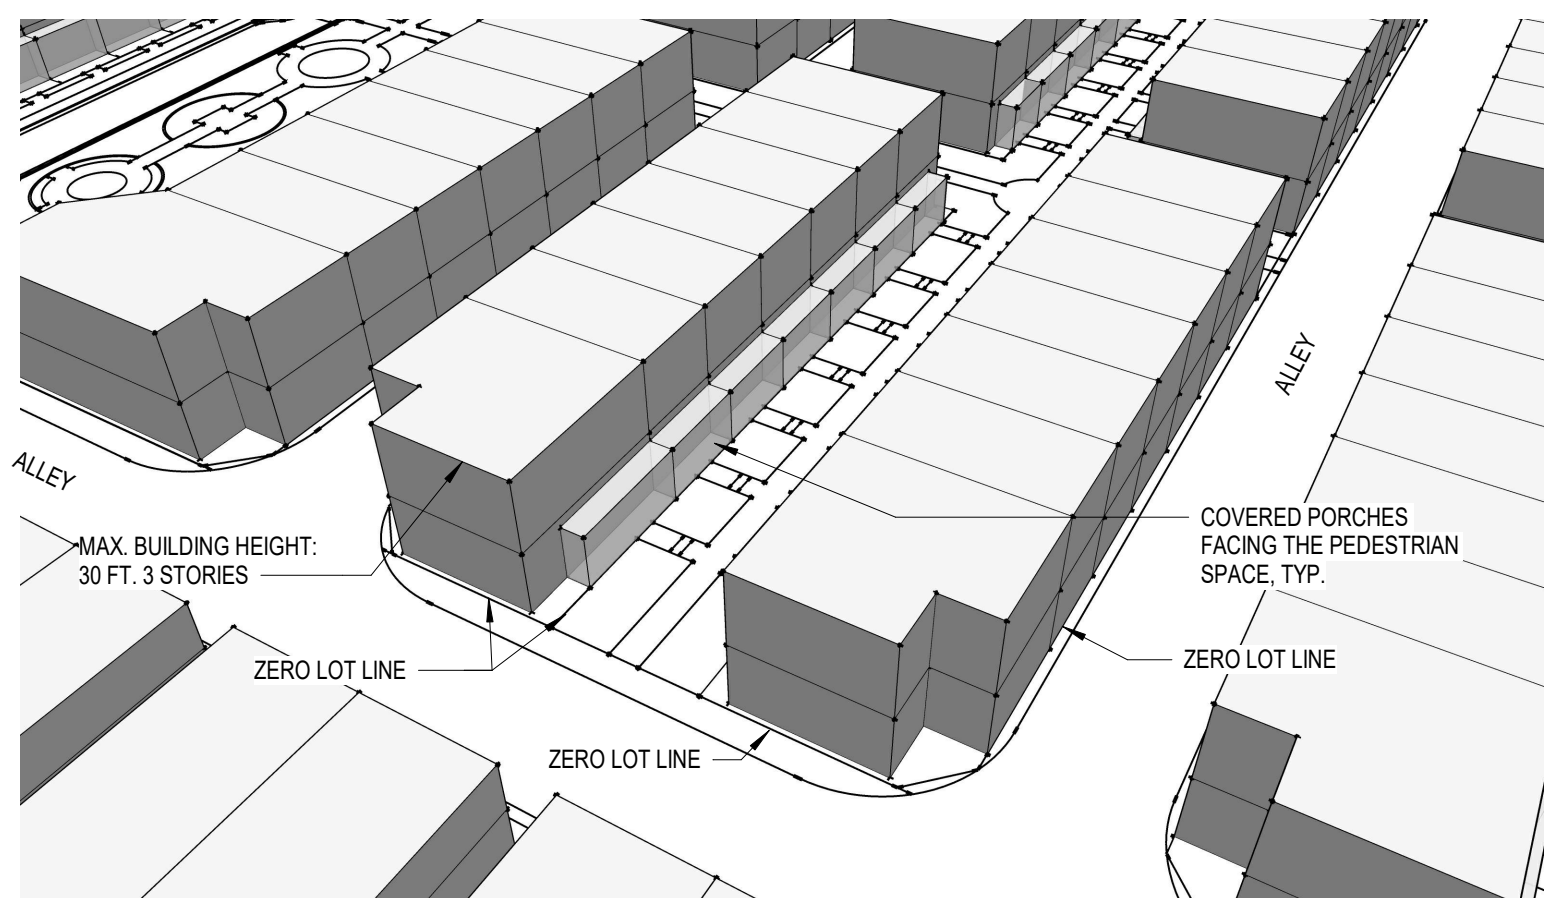 ALLEY
ALLEY
MAX. BUILDING HEIGHT:
30 FT. 3 STORIES
COVERED PORCHES
FACING THE PEDESTRIAN
SPACE, TYP.
ZERO LOT LINE
ZERO LOT LINE
ZERO LOT LINE